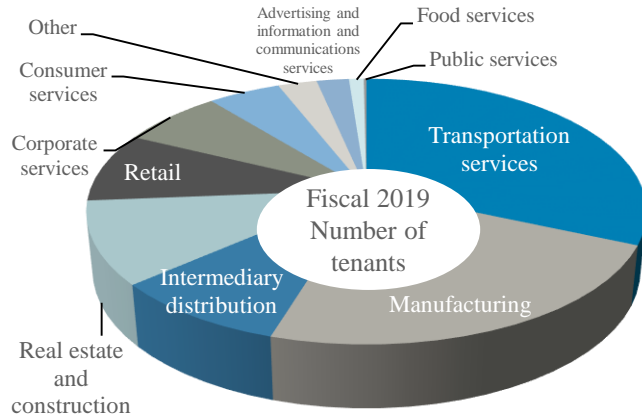 Advertising and
information and
communications
services
Food services
Other
Public services
Consumer
services
Transportation
services
Corporate
services
Retail
Fiscal 2019
Number of
tenants
Intermediary
distribution
Manufacturing
Real estate
and
construction